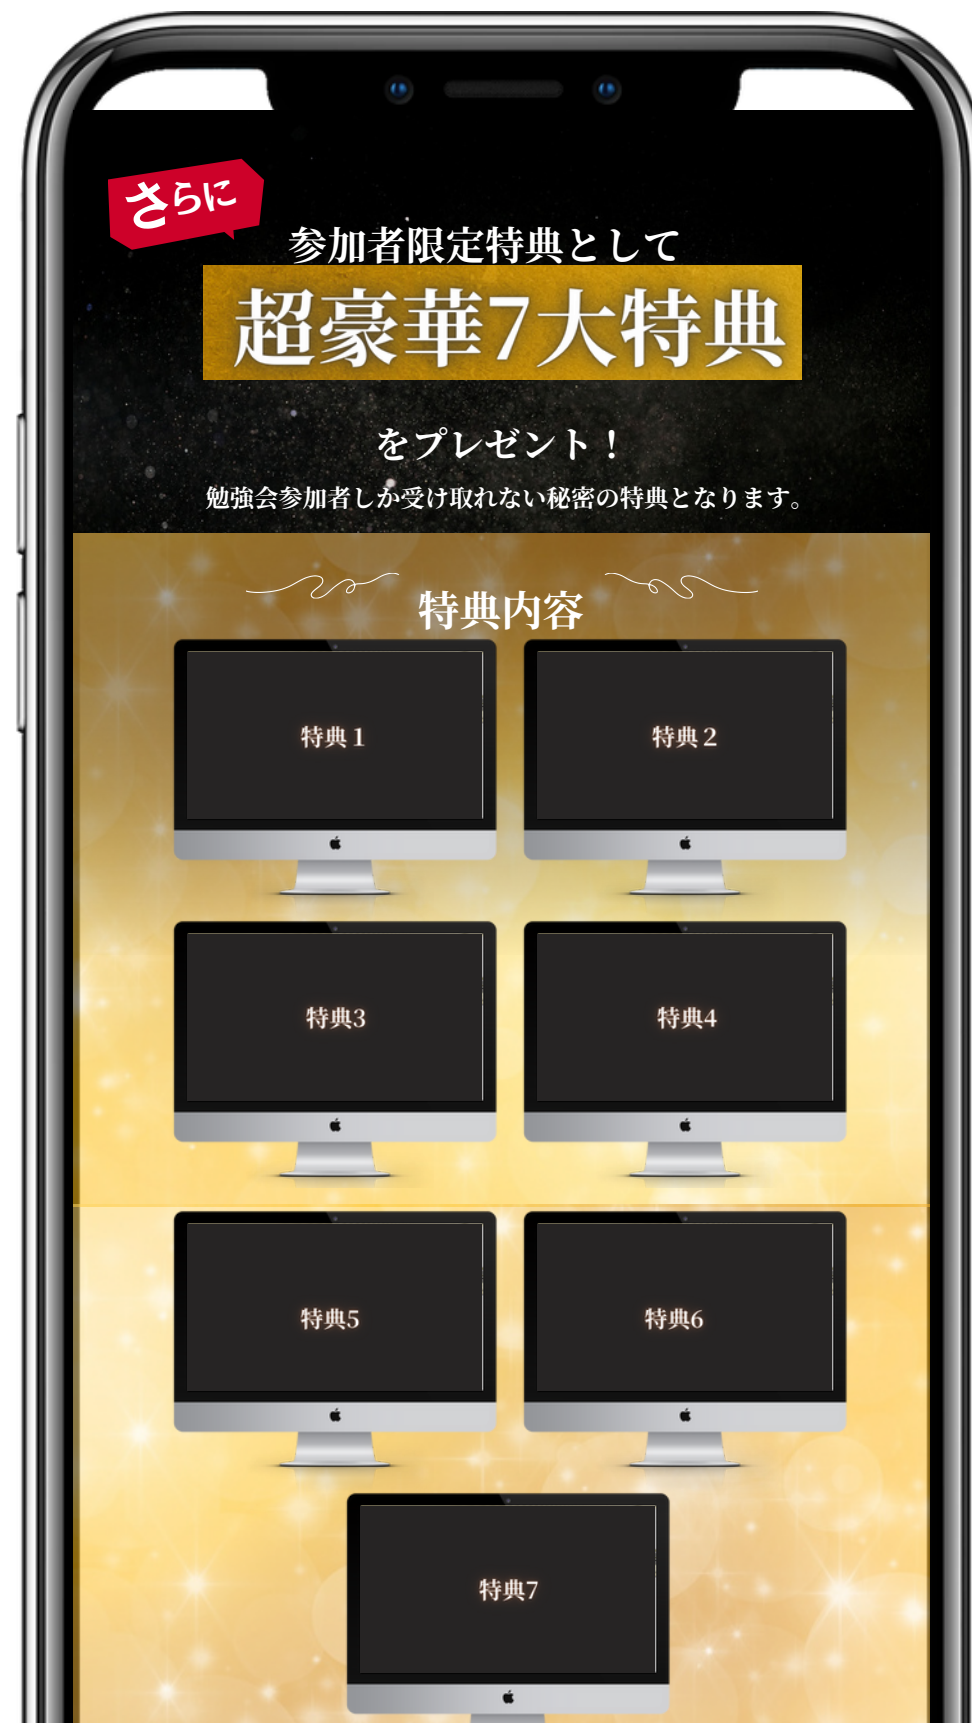 さらに
参加者限定特典として
超豪華7大特典
をプレゼント！
勉強会参加者しか受け取れない秘密の特典となります。
特典内容
特典１
特典２
特典3
特典4
特典5
特典6
特典7